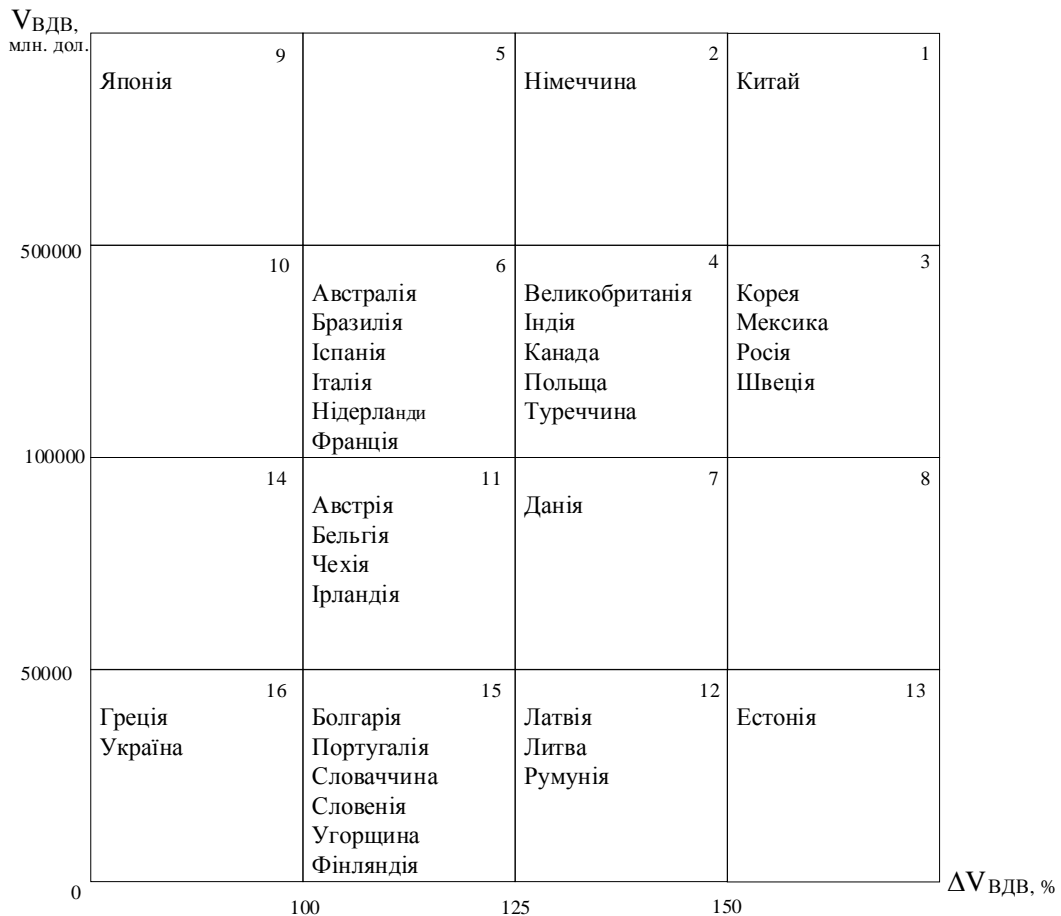 VВДВ,
млн. дол.
9
Японія
5
2
Німеччина
1
Китай
500000
10
6
Австралія
Бразилія
Іспанія
Італія
Нідерланди
Франція
4
Великобританія
Індія
Канада
Польща
Туреччина
3
Корея
Мексика
Росія
Швеція
100000
14
11
Австрія
Бельгія
Чехія
Ірландія
7
Данія
8
50000
16
Греція
Україна
15
Болгарія
Португалія
Словаччина
Словенія
Угорщина
Фінляндія
12
Латвія
Литва
Румунія
13
Естонія
0
100
125
150
ΔVВДВ, %